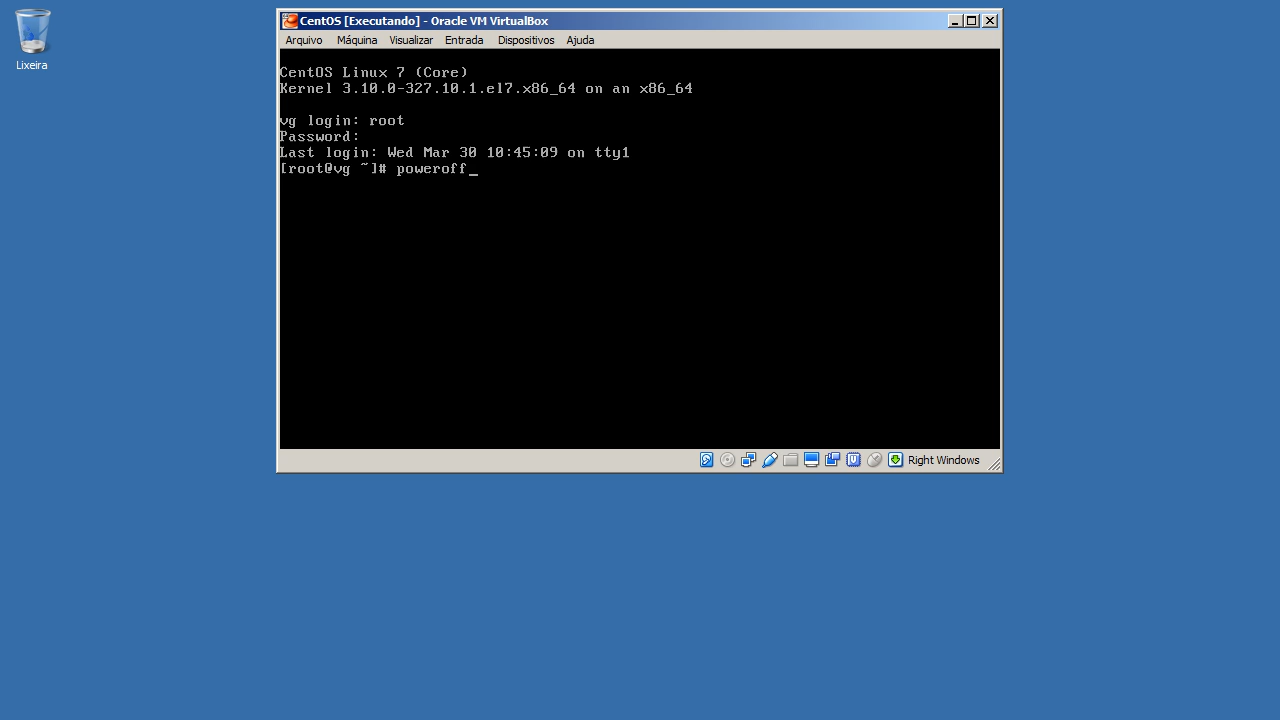 CentOS [Executando] - Oracle VM VirtualBox
Arquivo Máquina Visualizar Entrada Dispositivos Ajuda
Lixeira
CentOS Linux 7 (Core)
Kernel 3.10.0-327.10.1.el7.x86_64 on an x86_64
vg login: root
Password:
Last login: Wed Mar 30 10:45:09 on tty1
[root@vg ~]# poweroff_
Right Windows